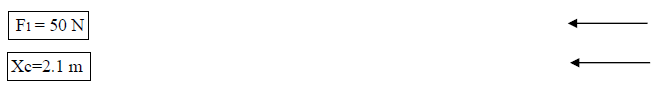 F1 = 50 N
Xc=2.1 m